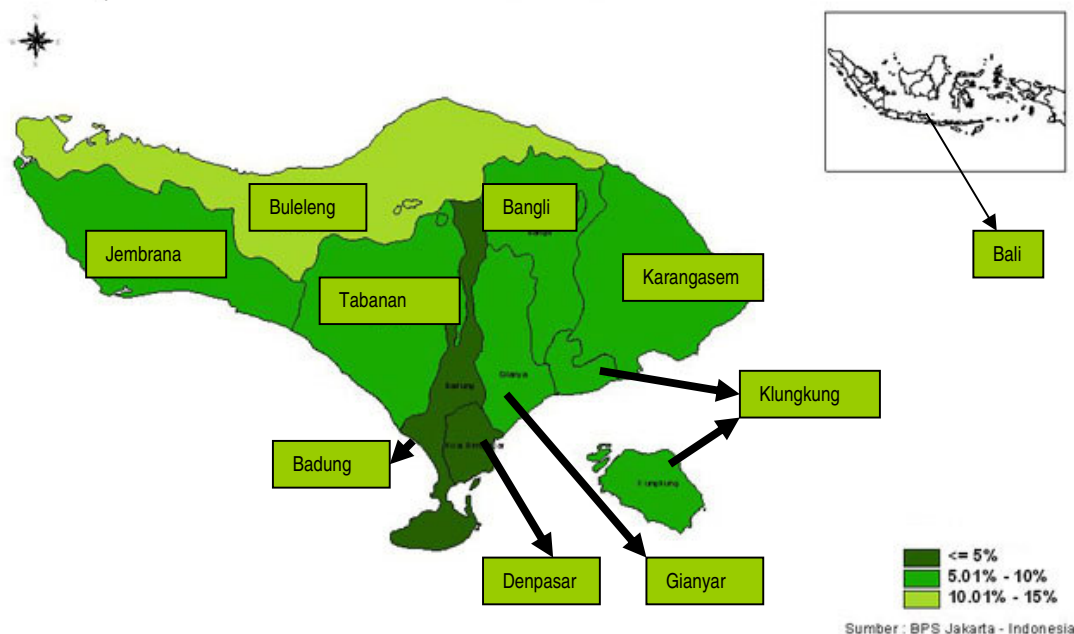 Buleleng
Bangli
Jembrana
Bali
Karangasem
Tabanan
Gianyar
Klungkung
Badung
Denpasar
Gianyar
<= 5%
5.01% - 10%
10.01% - 15%
Sumber : BPS Jakarta - Indonesia